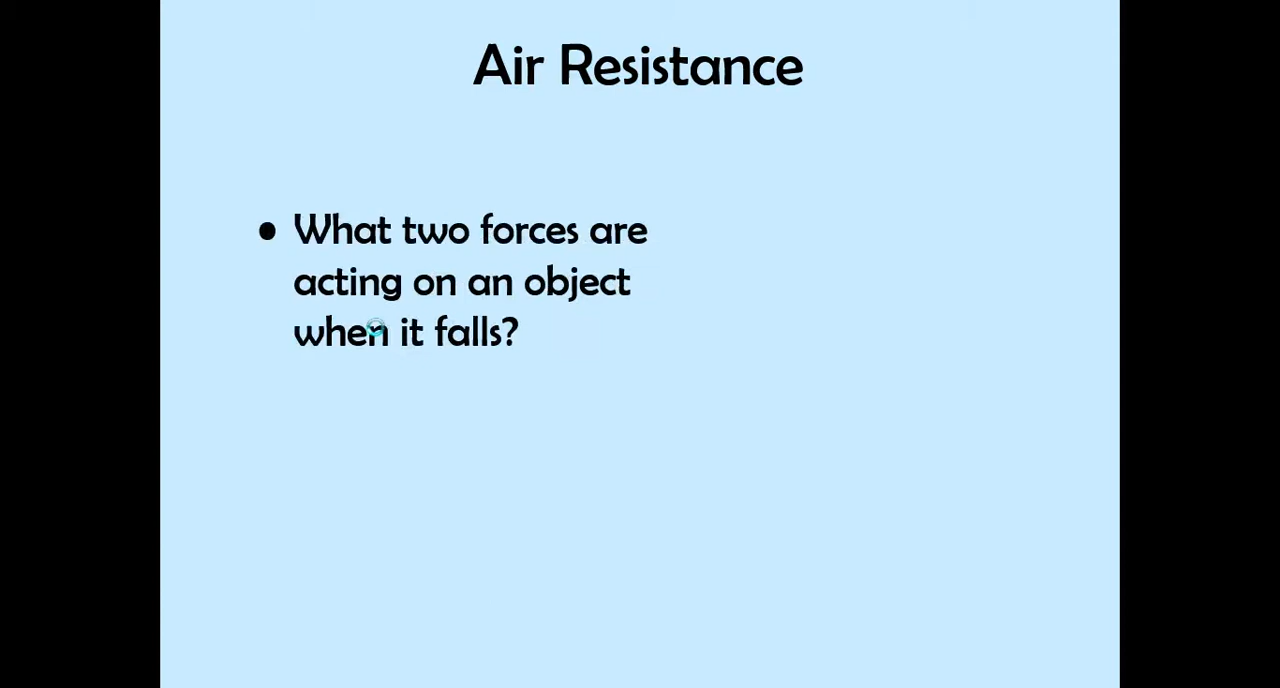 Air Resistance
• What two forces are
acting on an object
when it falls?